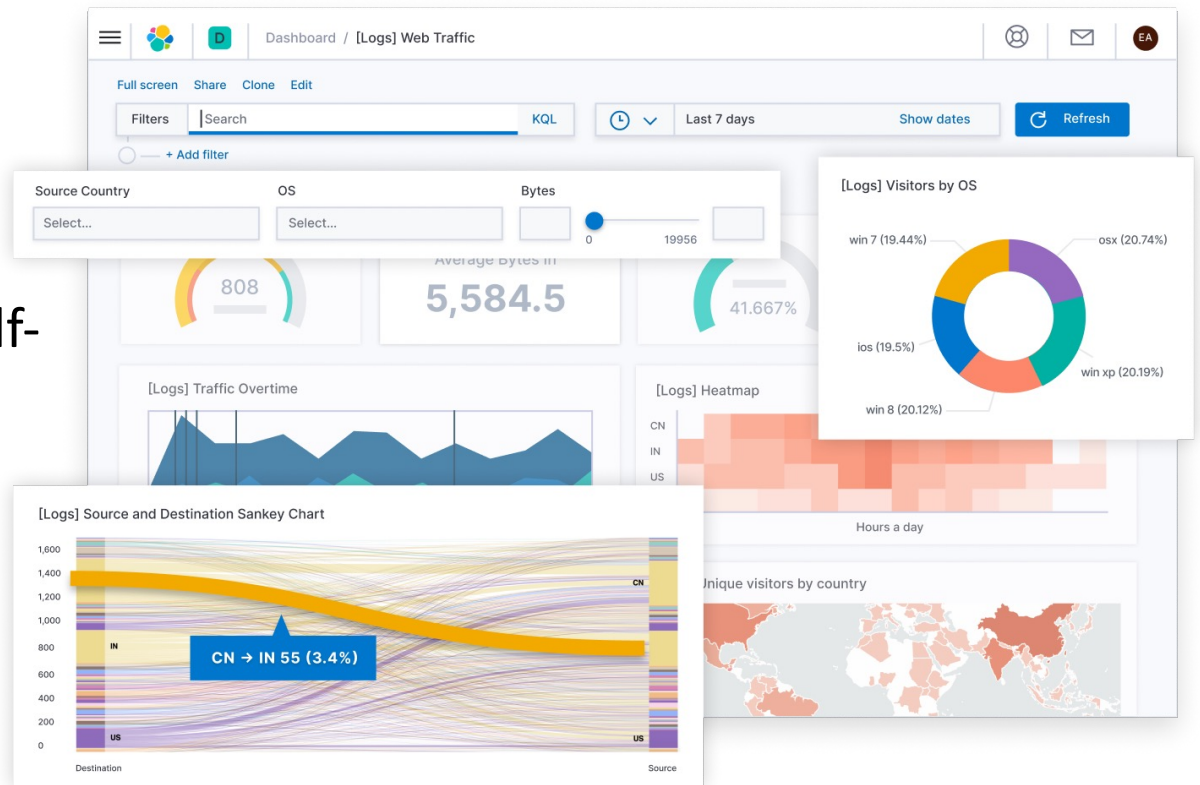 D
Dashboard / [Logs] Web Traffic
EA
Full screen Share Clone Edit
Filters Search KQL
Last 7 days Show dates
Refresh
+ Add filter
Source Country OS Bytes
Select... Select...
0 19956
[Logs] Visitors by OS
win 7 (19.44%)
osx (20.74%)
ios (19.5%)
win xp (20.19%)
win 8 (20.12%)
808
Average Bytes in
5,584.5
41.667%
lf-
[Logs] Traffic Overtime
[Logs] Heatmap
CN
IN
US
Hours a day
[Logs] Source and Destination Sankey Chart
1,600
1,400
1,200
1,000
800
600
400
200
0
CN
IN
CN → IN 55 (3.4%)
US
US
Destination
Source
Unique visitors by country